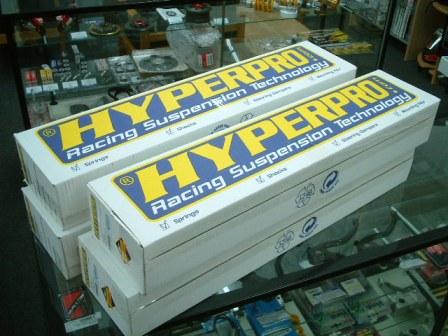 ® HYPERPRO
Racing Suspension Technology
Springs
Shocks
Steering Dampers
® HYPERPRO
Racing Suspension Technology
Springs
Shocks
Steering Dampers